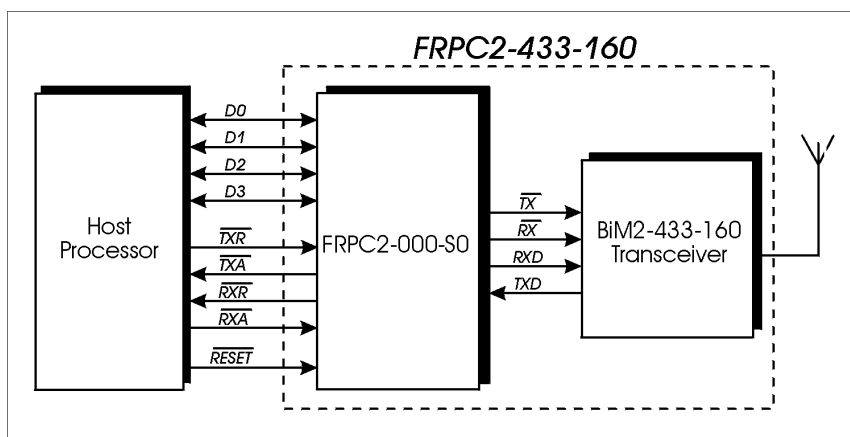 FRPC2-433-160
D0
D1
D2
D3
TXR
TXA
RXR
RXA
RESET
Host
Processor
FRPC2-000-S0
TX
RX
RXD
TXD
BiM2-433-160
Transceiver